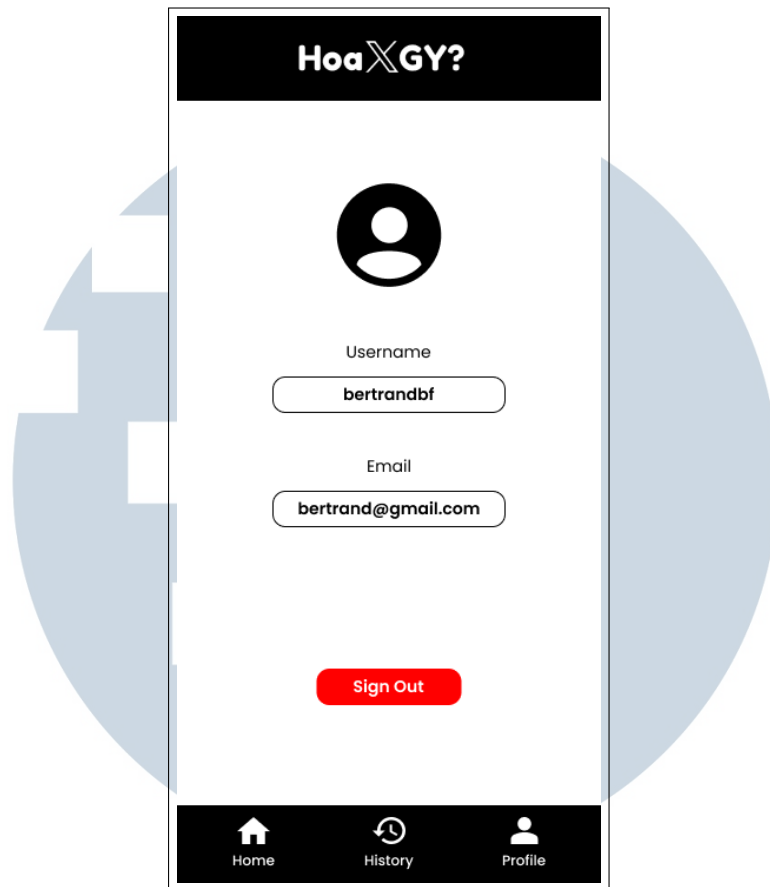 Hoa𝕏GY?
Username
bertrandbf
Email
bertrand@gmail.com
Sign Out
Home History Profile